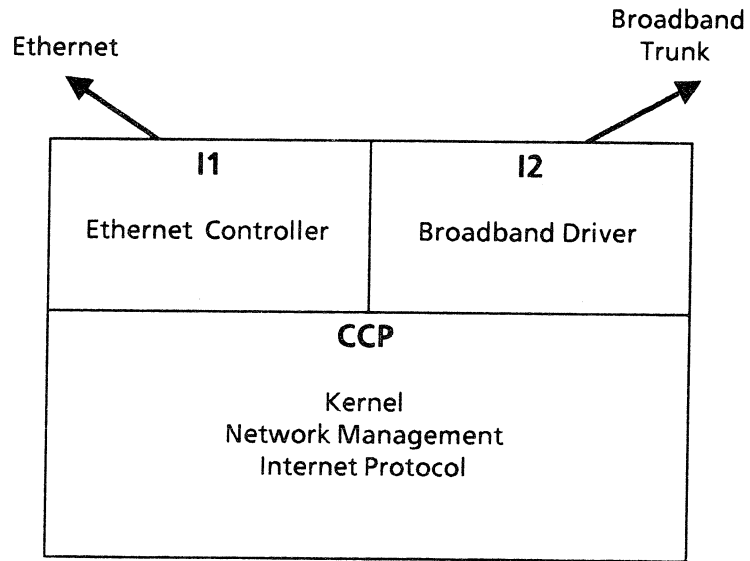 Ethernet
Broadband
Trunk
I1
Ethernet Controller
I2
Broadband Driver
CCP
Kernel
Network Management
Internet Protocol